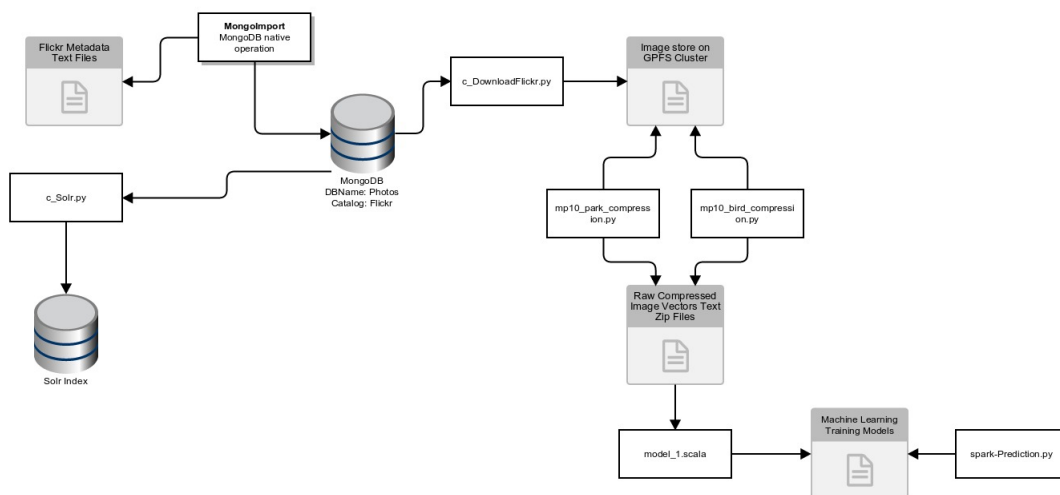 MongoImport
MongoDB native
operation
Flickr Metadata
Text Files
Image store on
GPFS Cluster
c_DownloadFlickr.py
MongoDB
DBName: Photos
Catalog: Flickr
c_Solr.py
mp10_park_compress
ion.py
mp10_bird_compressi
on.py
Raw Compressed
Image Vectors Text
Zip Files
Solr Index
Machine Learning
Training Models
model_1.scala
spark-Prediction.py